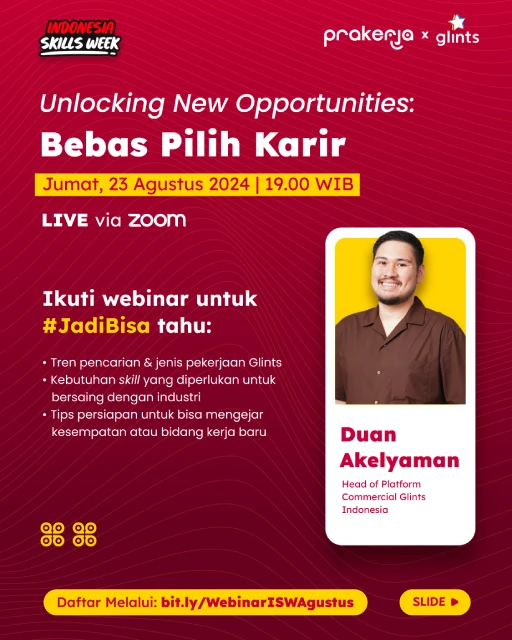 INDONESIA
SKILLS WEEK
prakerja x glints
Unlocking New Opportunities:
Bebas Pilih Karir
Jumat, 23 Agustus 2024 | 19.00 WIB
LIVE via zoom
Ikuti webinar untuk
#JadiBisa tahu:
• Tren pencarian & jenis pekerjaan Glints
• Kebutuhan skill yang diperlukan untuk
bersaing dengan industri
• Tips persiapan untuk bisa mengejar
kesempatan atau bidang kerja baru
Duan
Akelyaman
Head of Platform
Commercial Glints
Indonesia
Daftar Melalui: bit.ly/WebinarISWAgustus
SLIDE